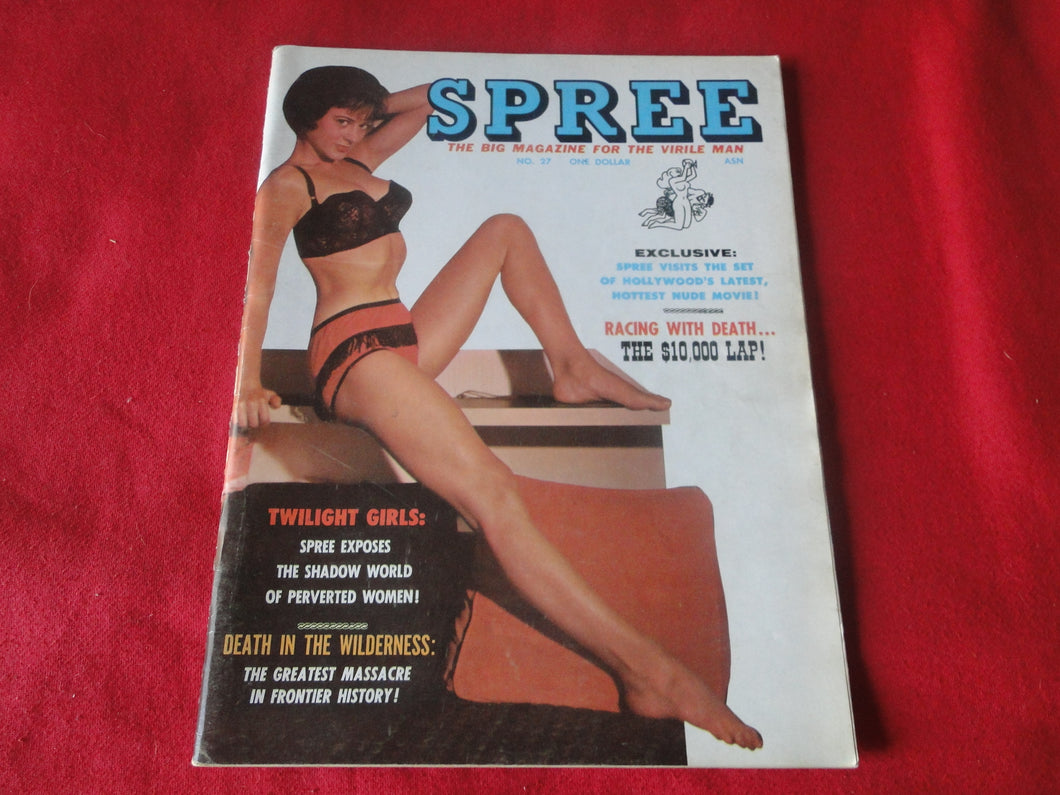 SPREE
THE BIG MAGAZINE FOR THE VIRILE MAN
NO. 27 ONE DOLLAR ASN
EXCLUSIVE:
SPREE VISITS THE SET
OF HOLLYWOOD'S LATEST,
HOTTEST NUDE MOVIE!
RACING WITH DEATH...
THE $10,000 LAP!
TWILIGHT GIRLS:
SPREE EXPOSES
THE SHADOW WORLD
OF PERVERTED WOMEN!
DEATH IN THE WILDERNESS:
THE GREATEST MASSACRE
IN FRONTIER HISTORY!